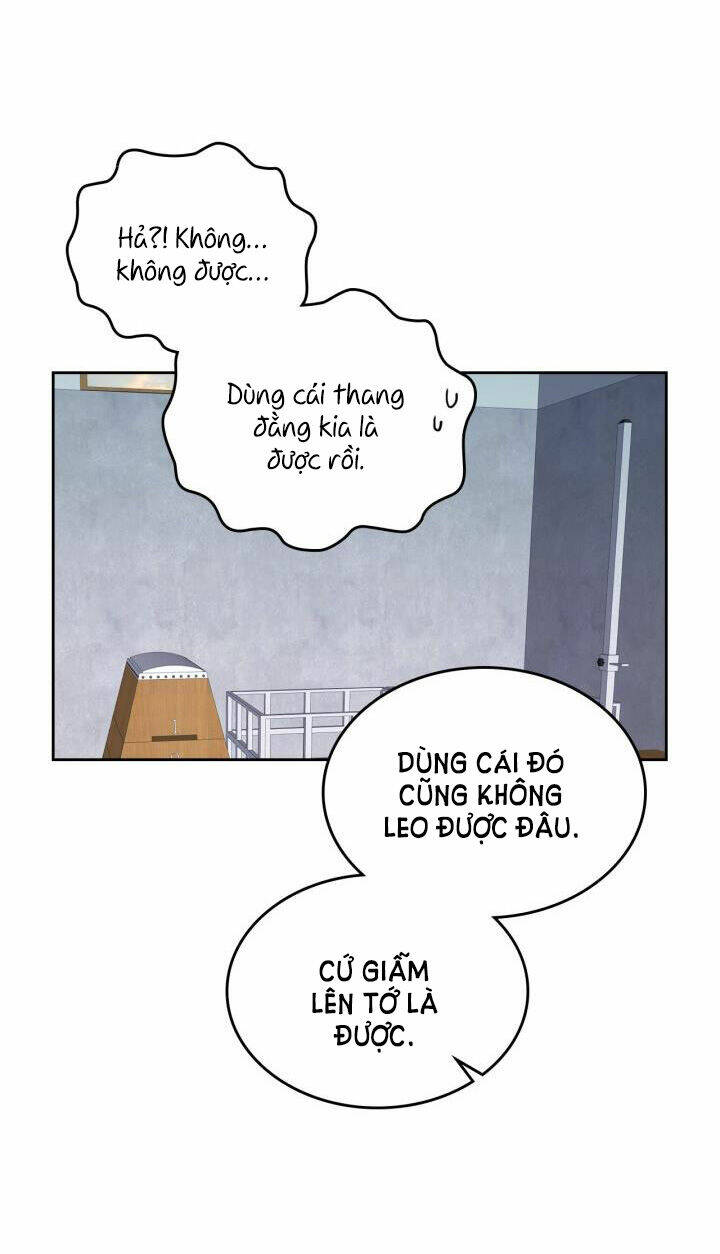 Hả?! Không...
không được...
Dùng cái thang
đằng kia là
được rồi.
DÙNG CÁI ĐÓ
CŨNG KHÔNG
LEO ĐƯỢC ĐÂU.
CỨ GIẪM
LÊN TỚ LÀ
ĐƯỢC.